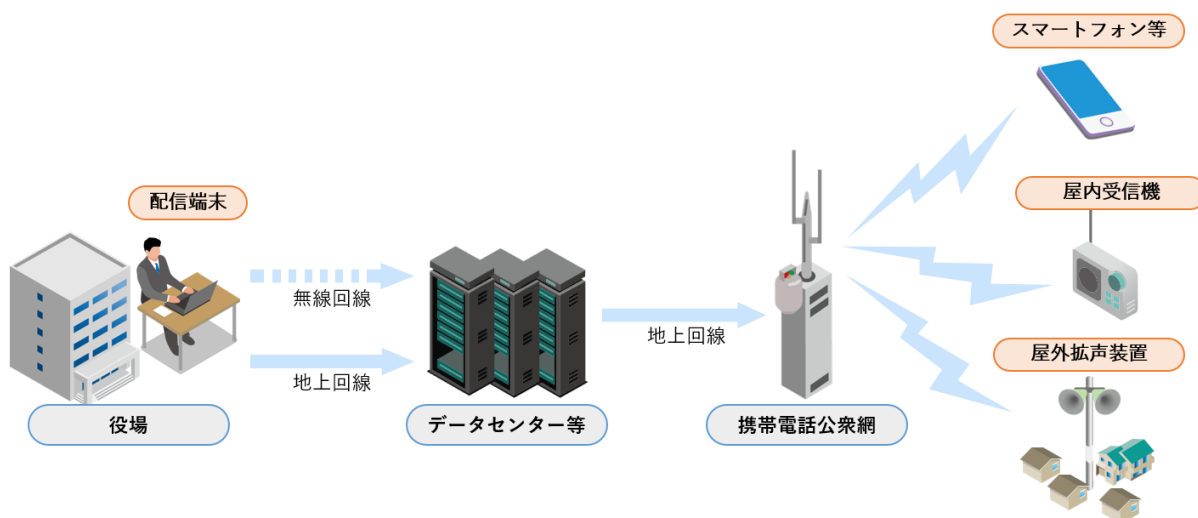 スマートフォン等
配信端末
屋内受信機
無線回線
地上回線
地上回線
屋外拡声装置
役場
データセンター等
携帯電話公衆網